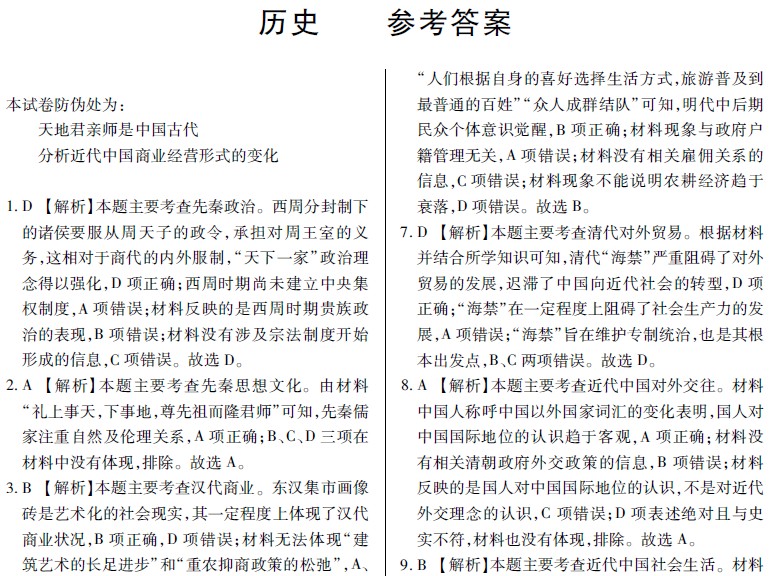 历史 参考答案
本试卷防伪处为：
天地君亲师是中国古代
分析近代中国商业经营形式的变化
1. D 【解析】本题主要考查先秦政治。西周分封制下
的诸侯要服从周天子的政令，承担对周王室的义
务，这相对于商代的内外服制，“天下一家”政治理
念得以强化，D 项正确；西周时期尚未建立中央集
权制度，A 项错误；材料反映的是西周时期贵族政
治的表现，B 项错误；材料没有涉及宗法制度开始
形成的信息，C 项错误。故选 D。
2. A 【解析】本题主要考查先秦思想文化。由材料
“礼上事天，下事地，尊先祖而隆君师”可知，先秦儒
家注重自然及伦理关系，A 项正确；B、C、D 三项在
材料中没有体现，排除。故选 A。
3. B 【解析】本题主要考查汉代商业。东汉集市画像
砖是艺术化的社会现实，其一定程度上体现了汉代
商业状况，B 项正确，D 项错误；材料无法体现“建
筑艺术的长足进步”和“重农抑商政策的松弛”，A、
“人们根据自身的喜好选择生活方式，旅游普及到
最普通的百姓”“众人成群结队”可知，明代中后期
民众个体意识觉醒，B 项正确；材料现象与政府户
籍管理无关，A 项错误；材料没有相关雇佣关系的
信息，C 项错误；材料现象不能说明农耕经济趋于
衰落，D 项错误。故选 B。
7. D 【解析】本题主要考查清代对外贸易。根据材料
并结合所学知识可知，清代“海禁”严重阻碍了对外
贸易的发展，迟滞了中国向近代社会的转型，D 项
正确；“海禁”在一定程度上阻碍了社会生产力的发
展，A 项错误；“海禁”旨在维护专制统治，也是其根
本出发点，B、C 两项错误。故选 D。
8. A 【解析】本题主要考查近代中国对外交往。材料
中国人称呼中国以外国家词汇的变化表明，国人对
中国国际地位的认识趋于客观，A 项正确；材料没
有相关清朝政府外交政策的信息，B 项错误；材料
反映的是国人对中国国际地位的认识，不是对近代
外交理念的认识，C 项错误；D 项表述绝对且与史
实不符，材料也没有体现，排除。故选 A。
9. B 【解析】本题主要考查近代中国社会生活。材料